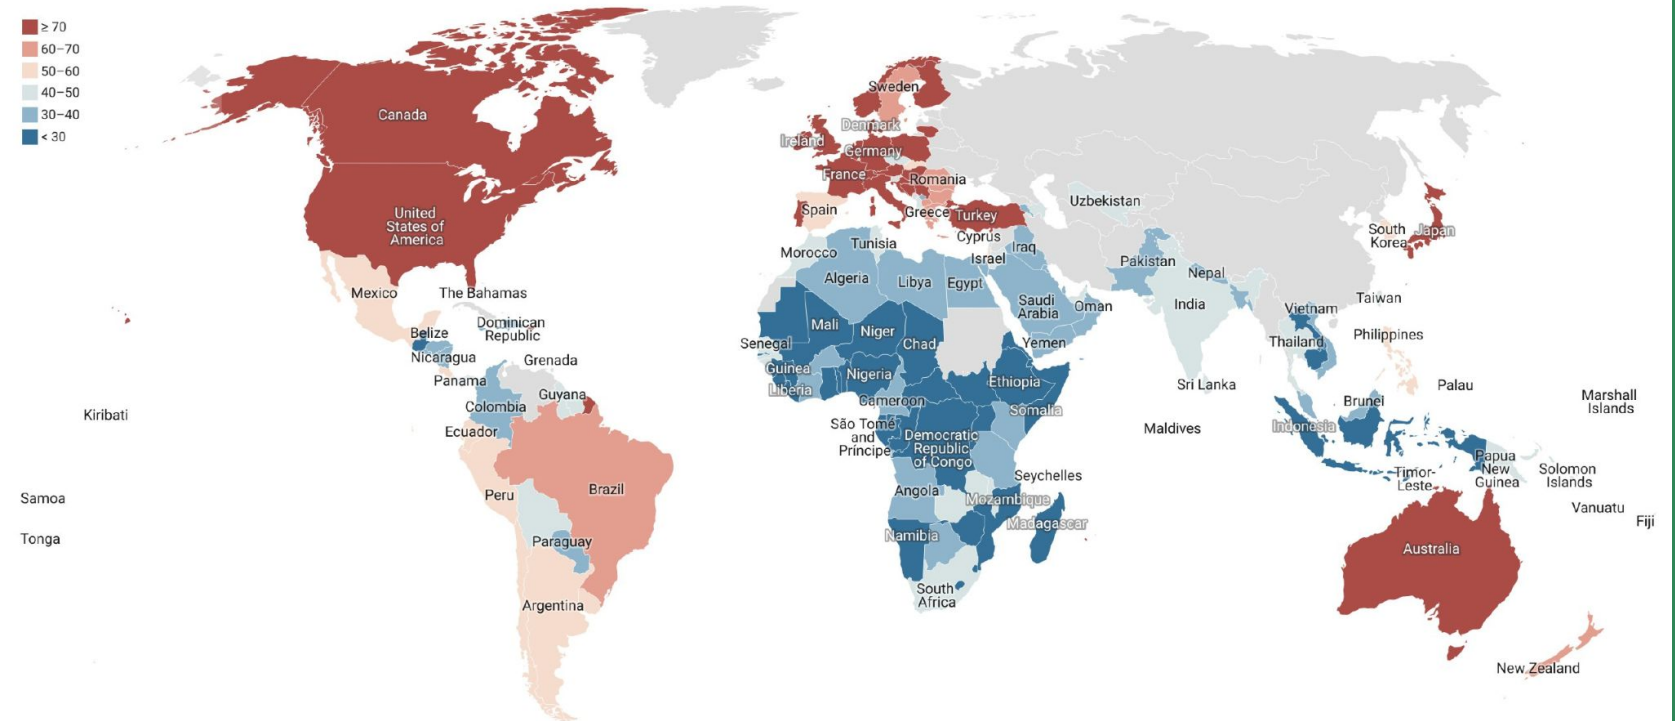 ≥ 70
60–70
50–60
40–50
30–40
< 30
Canada
United
States of
America
Mexico
The Bahamas
Belize
Dominican
Republic
Nicaragua
Grenada
Panama
Guyana
Colombia
Ecuador
Peru
Brazil
Paraguay
Argentina
Kiribati
Samoa
Tonga
Sweden
Denmark
Ireland
Germany
France
Romania
Spain
Greece
Turkey
Cyprus
Morocco
Tunisia
Israel
Iraq
Algeria
Libya
Egypt
Saudi
Arabia
Oman
Yemen
Mali
Niger
Chad
Senegal
Guinea
Liberia
Nigeria
Cameroon
Ethiopia
Somalia
São Tomé
and
Príncipe
Democratic
Republic
of Congo
Angola
Seychelles
Mozambique
Madagascar
Namibia
South
Africa
Uzbekistan
Pakistan
Nepal
India
Sri Lanka
Maldives
South
Korea
Japan
Taiwan
Vietnam
Thailand
Philippines
Palau
Brunei
Indonesia
Marshall
Islands
Papua
New
Guinea
Timor-
Leste
Solomon
Islands
Vanuatu
Fiji
Australia
New Zealand